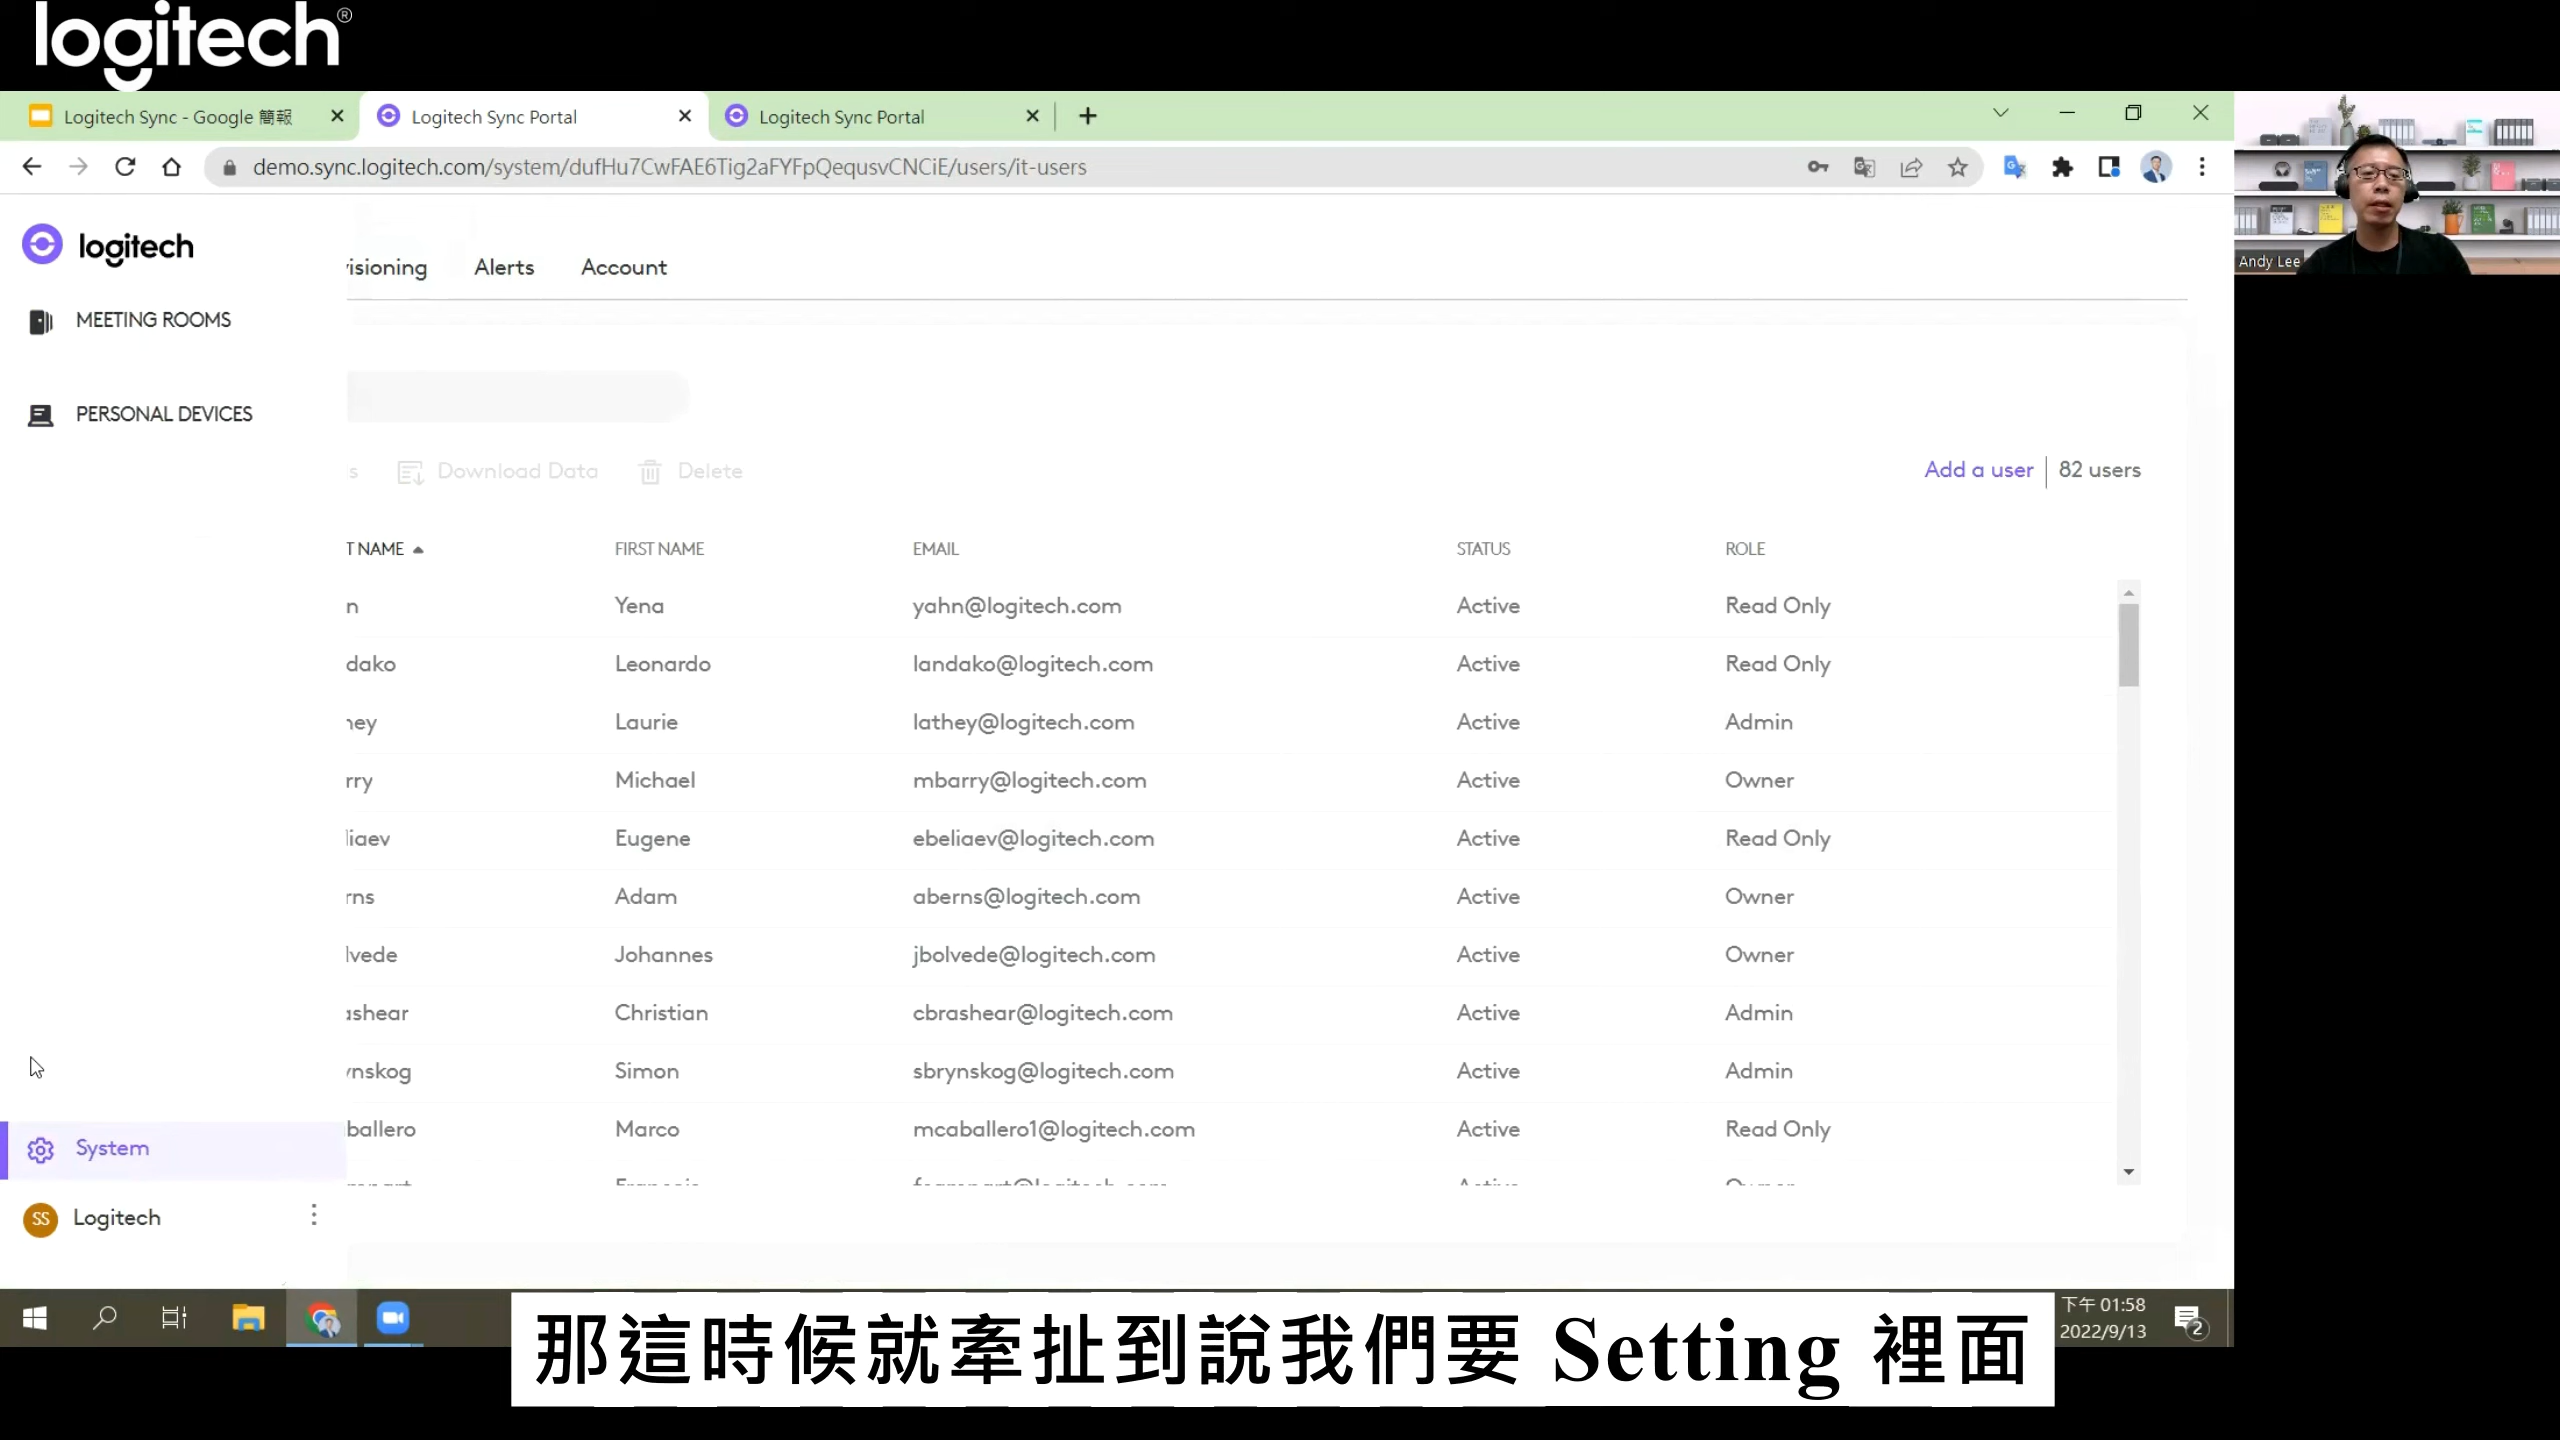 logitech®
Logitech Sync - Google 簡報
Logitech Sync Portal
Logitech Sync Portal
demo.sync.logitech.com/system/dufHu7CwFAE6Tig2aFYFpQequsvCNCiE/users/it-users
Andy Lee
logitech
MEETING ROOMS
PERSONAL DEVICES
System
SS Logitech
visioning Alerts Account
s Download Data Delete
Add a user 82 users
T NAME FIRST NAME EMAIL STATUS ROLE
n Yena yahn@logitech.com Active Read Only
dako Leonardo landako@logitech.com Active Read Only
hey Laurie lathey@logitech.com Active Admin
rry Michael mbarry@logitech.com Active Owner
liaev Eugene ebeliaev@logitech.com Active Read Only
rns Adam aberns@logitech.com Active Owner
lvede Johannes jbolvede@logitech.com Active Owner
ashear Christian cbrashear@logitech.com Active Admin
ynskog Simon sbrynskog@logitech.com Active Admin
ballero Marco mcaballero1@logitech.com Active Read Only
下午 01:58
2022/9/13
2
那這時候就牽扯到說我們要 Setting 裡面